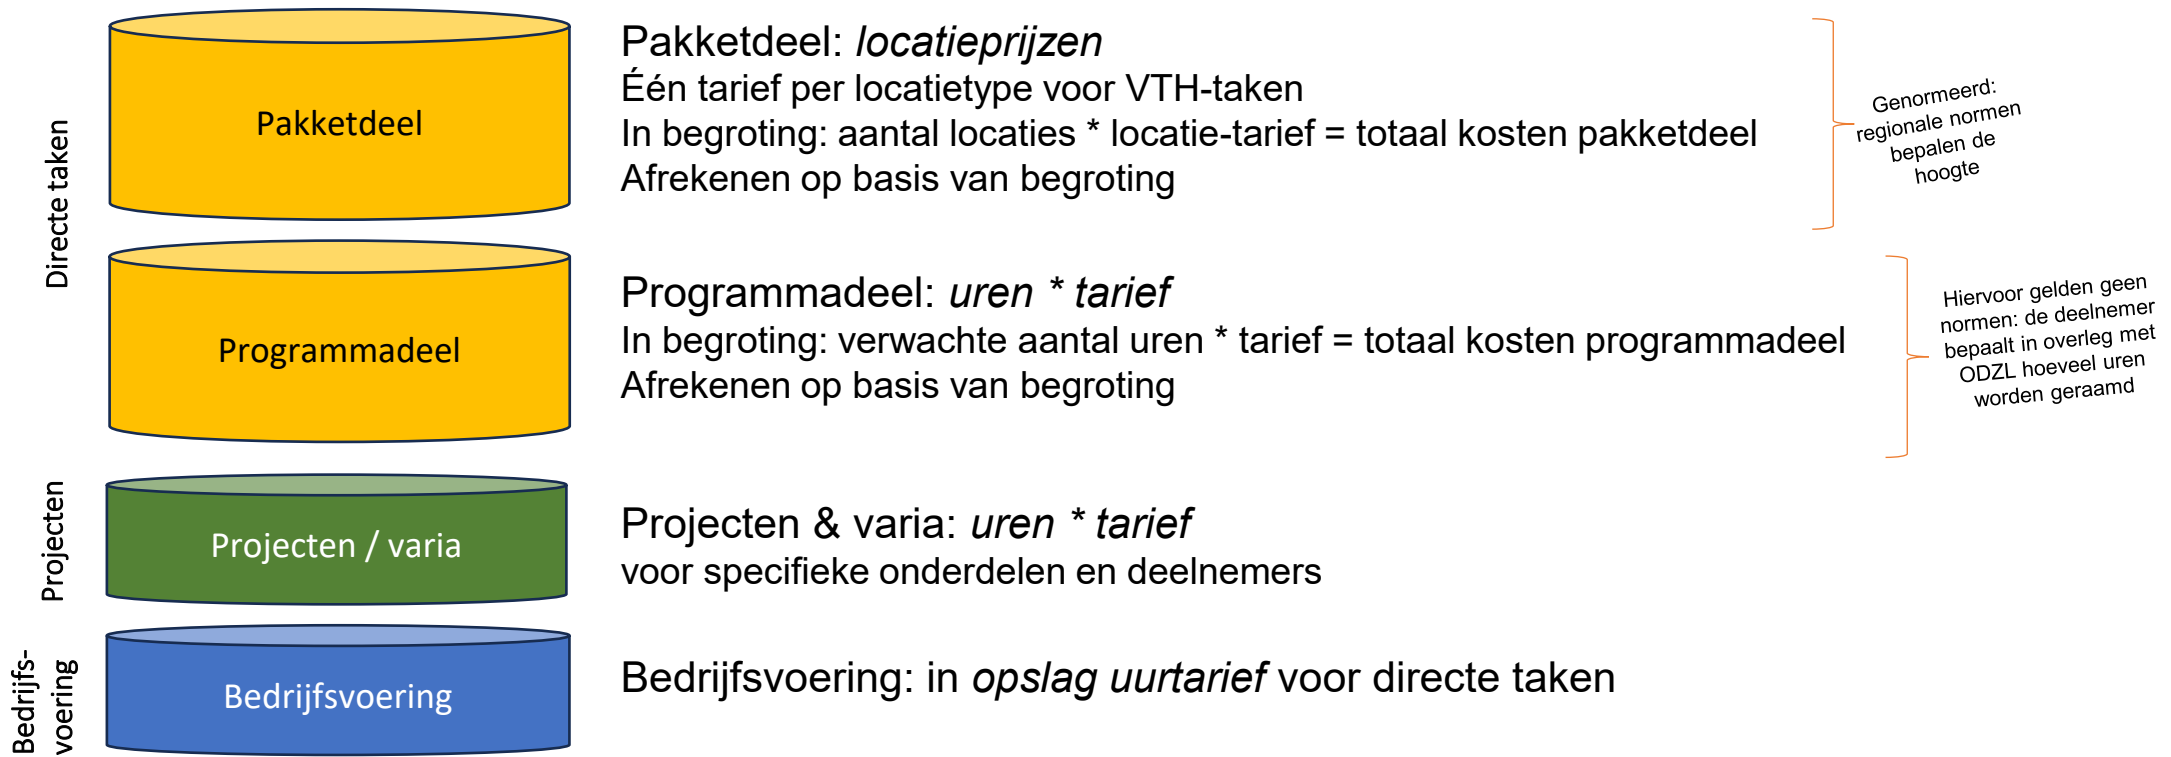 Directe taken
Pakketdeel
Pakketdeel: locatieprijzen
Één tarief per locatietype voor VTH-taken
In begroting: aantal locaties * locatie-tarief = totaal kosten pakketdeel
Afrekenen op basis van begroting
Genormeerd:
regionale normen
bepalen de
hoogte
Programmadeel
Programmadeel: uren * tarief
In begroting: verwachte aantal uren * tarief = totaal kosten programmadeel
Afrekenen op basis van begroting
Hiervoor gelden geen
normen: de deelnemer
bepaalt in overleg met
ODZL hoeveel uren
worden geraamd
Projecten
Projecten / varia
Projecten & varia: uren * tarief
voor specifieke onderdelen en deelnemers
Bedrijfs-
voering
Bedrijfsvoering
Bedrijfsvoering: in opslag uurtarief voor directe taken